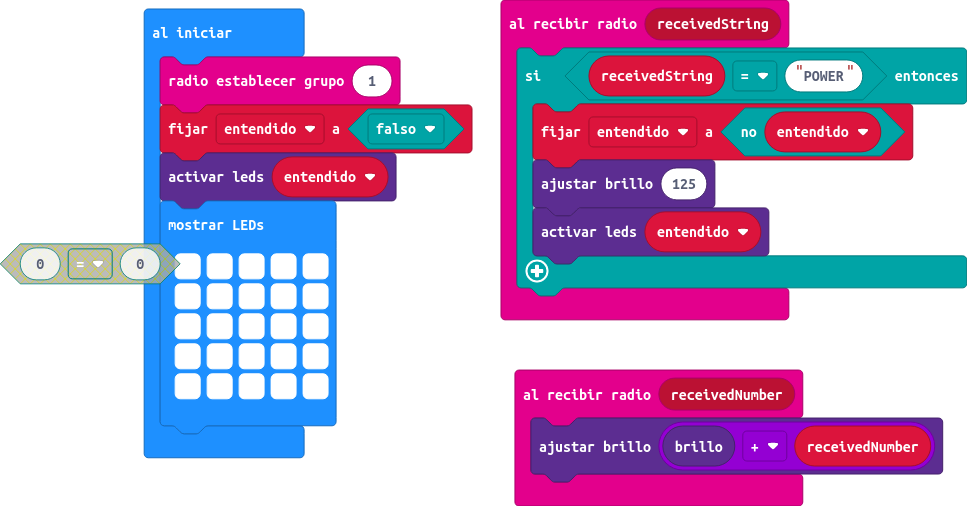 al iniciar
radio establecer grupo 1
fijar entendido a falso
activar leds entendido
mostrar LEDs
0 = 0
al recibir radio receivedString
si receivedString = "POWER" entonces
fijar entendido a no entendido
ajustar brillo 125
activar leds entendido
al recibir radio receivedNumber
ajustar brillo brillo + receivedNumber